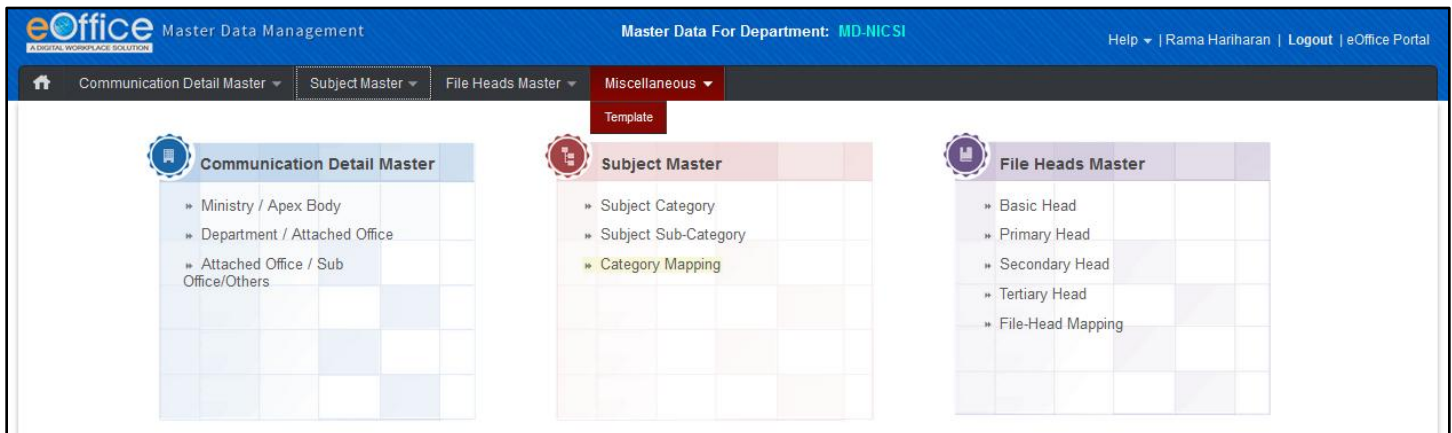 eOffice Master Data Management Master Data For Department: MD-NICSI Help | Rama Hariharan | Logout | eOffice Portal
A DIGITAL WORKPLACE SOLUTION
Communication Detail Master Subject Master File Heads Master Miscellaneous
Template
Communication Detail Master
» Ministry / Apex Body
» Department / Attached Office
» Attached Office / Sub
Office/Others
Subject Master
» Subject Category
» Subject Sub-Category
» Category Mapping
File Heads Master
» Basic Head
» Primary Head
» Secondary Head
» Tertiary Head
» File-Head Mapping